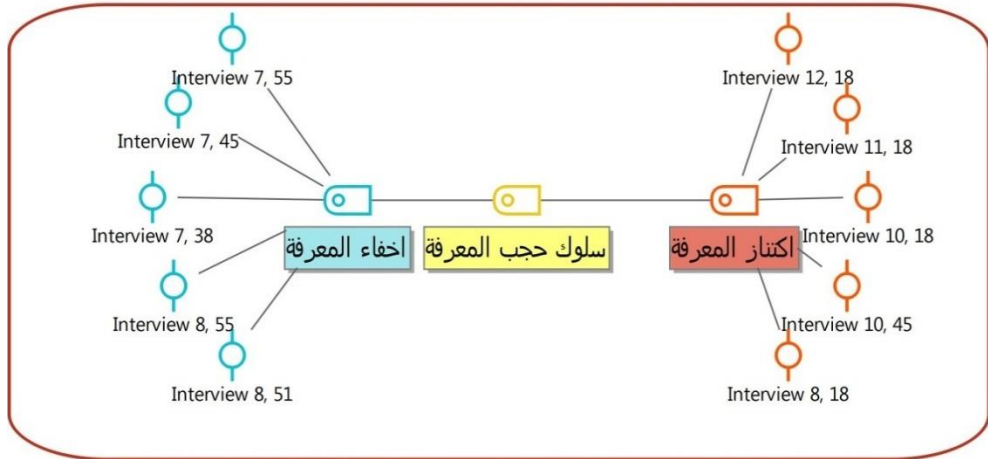 Interview 7, 55
Interview 12, 18
Interview 7, 45
Interview 11, 18
Interview 7, 38
Interview 10, 18
اخفاء المعرفة
سلوك حجب المعرفة
اكتناز المعرفة
Interview 8, 55
Interview 10, 45
Interview 8, 51
Interview 8, 18